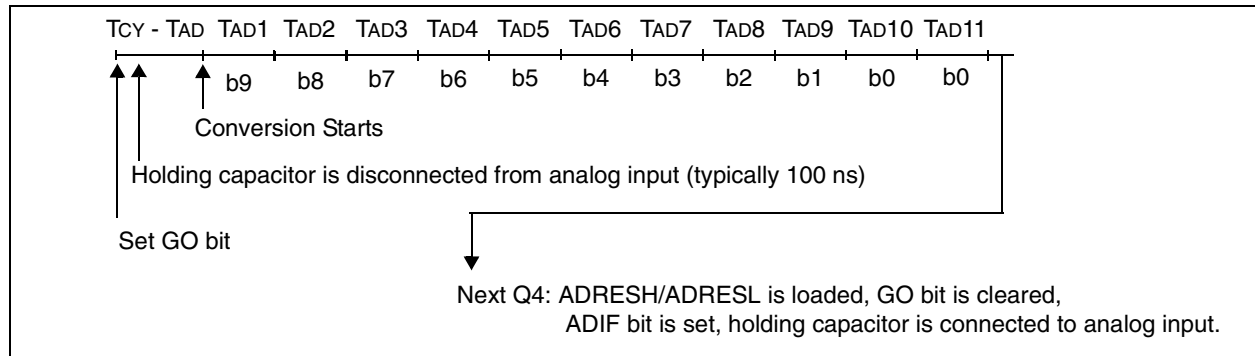 TCY - TAD TAD1 TAD2 TAD3 TAD4 TAD5 TAD6 TAD7 TAD8 TAD9 TAD10 TAD11
b9 b8 b7 b6 b5 b4 b3 b2 b1 b0 b0
Conversion Starts
Holding capacitor is disconnected from analog input (typically 100 ns)
Set GO bit
Next Q4: ADRESH/ADRESL is loaded, GO bit is cleared,
ADIF bit is set, holding capacitor is connected to analog input.